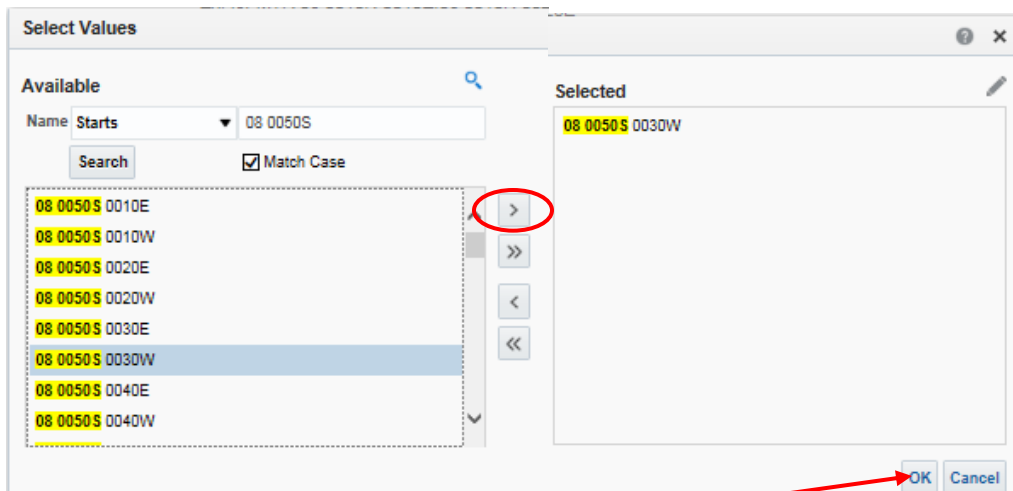 Select Values
Available
Name Starts 08 0050S
Search Match Case
08 0050S 0010E
08 0050S 0010W
08 0050S 0020E
08 0050S 0020W
08 0050S 0030E
08 0050S 0030W
08 0050S 0040E
08 0050S 0040W
>
>>
<
<<
Selected
08 0050S 0030W
OK Cancel